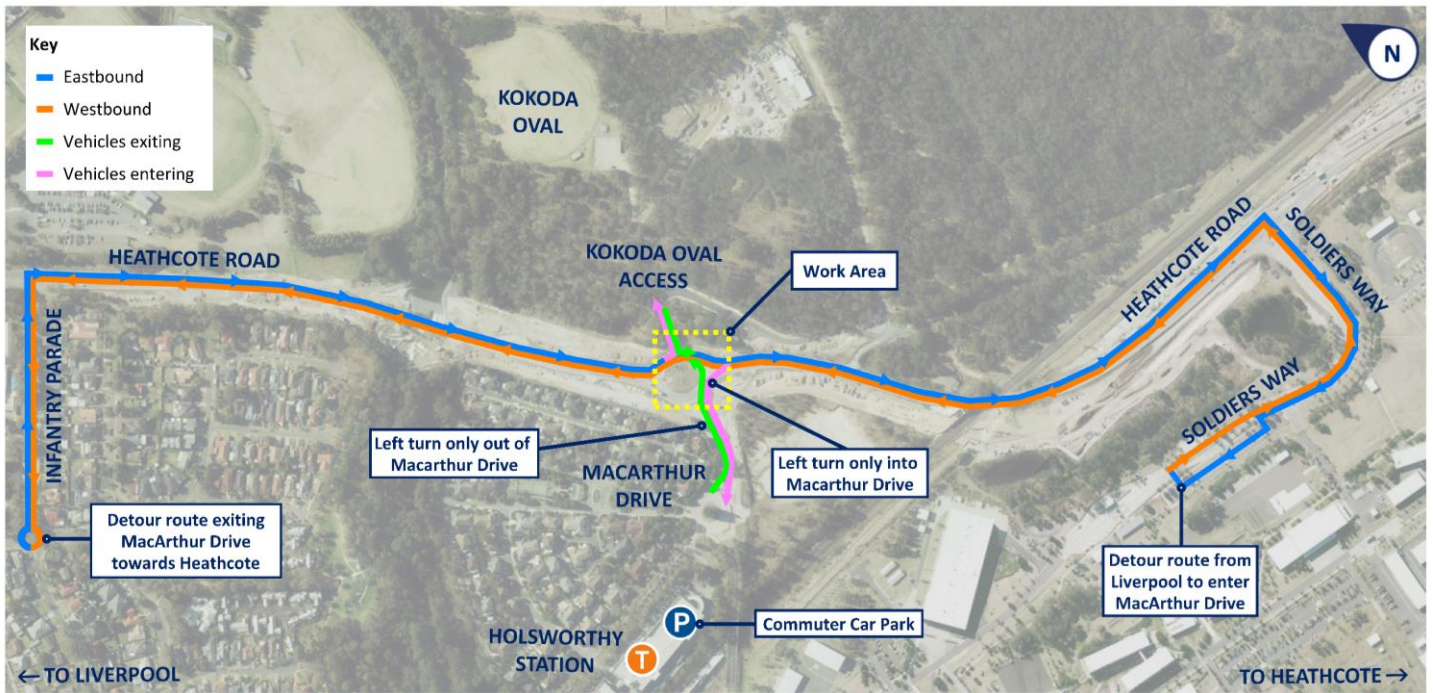 Key
Eastbound
Westbound
Vehicles exiting
Vehicles entering
N
KOKODA
OVAL
HEATHCOTE ROAD
KOKODA OVAL
ACCESS
Work Area
HEATHCOTE ROAD
SOLDIERS WAY
INFANTRY PARADE
SOLDIERS WAY
Left turn only out of
Macarthur Drive
MACARTHUR
DRIVE
Left turn only into
Macarthur Drive
Detour route exiting
MacArthur Drive
towards Heathcote
Detour route from
Liverpool to enter
MacArthur Drive
P
Commuter Car Park
HOLSWORTHY
STATION
T
← TO LIVERPOOL
TO HEATHCOTE →